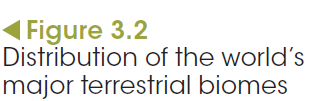 ◀ Figure 3.2
Distribution of the world's
major terrestrial biomes